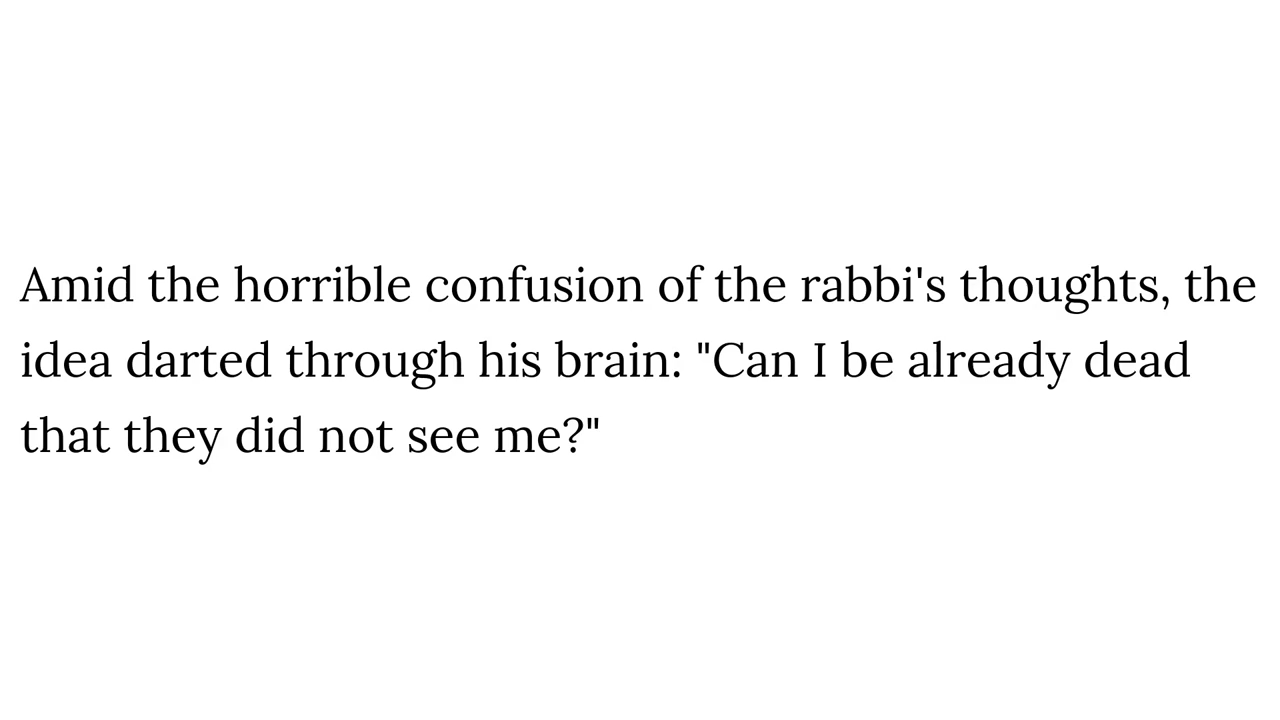 Amid the horrible confusion of the rabbi's thoughts, the
idea darted through his brain: "Can I be already dead
that they did not see me?"